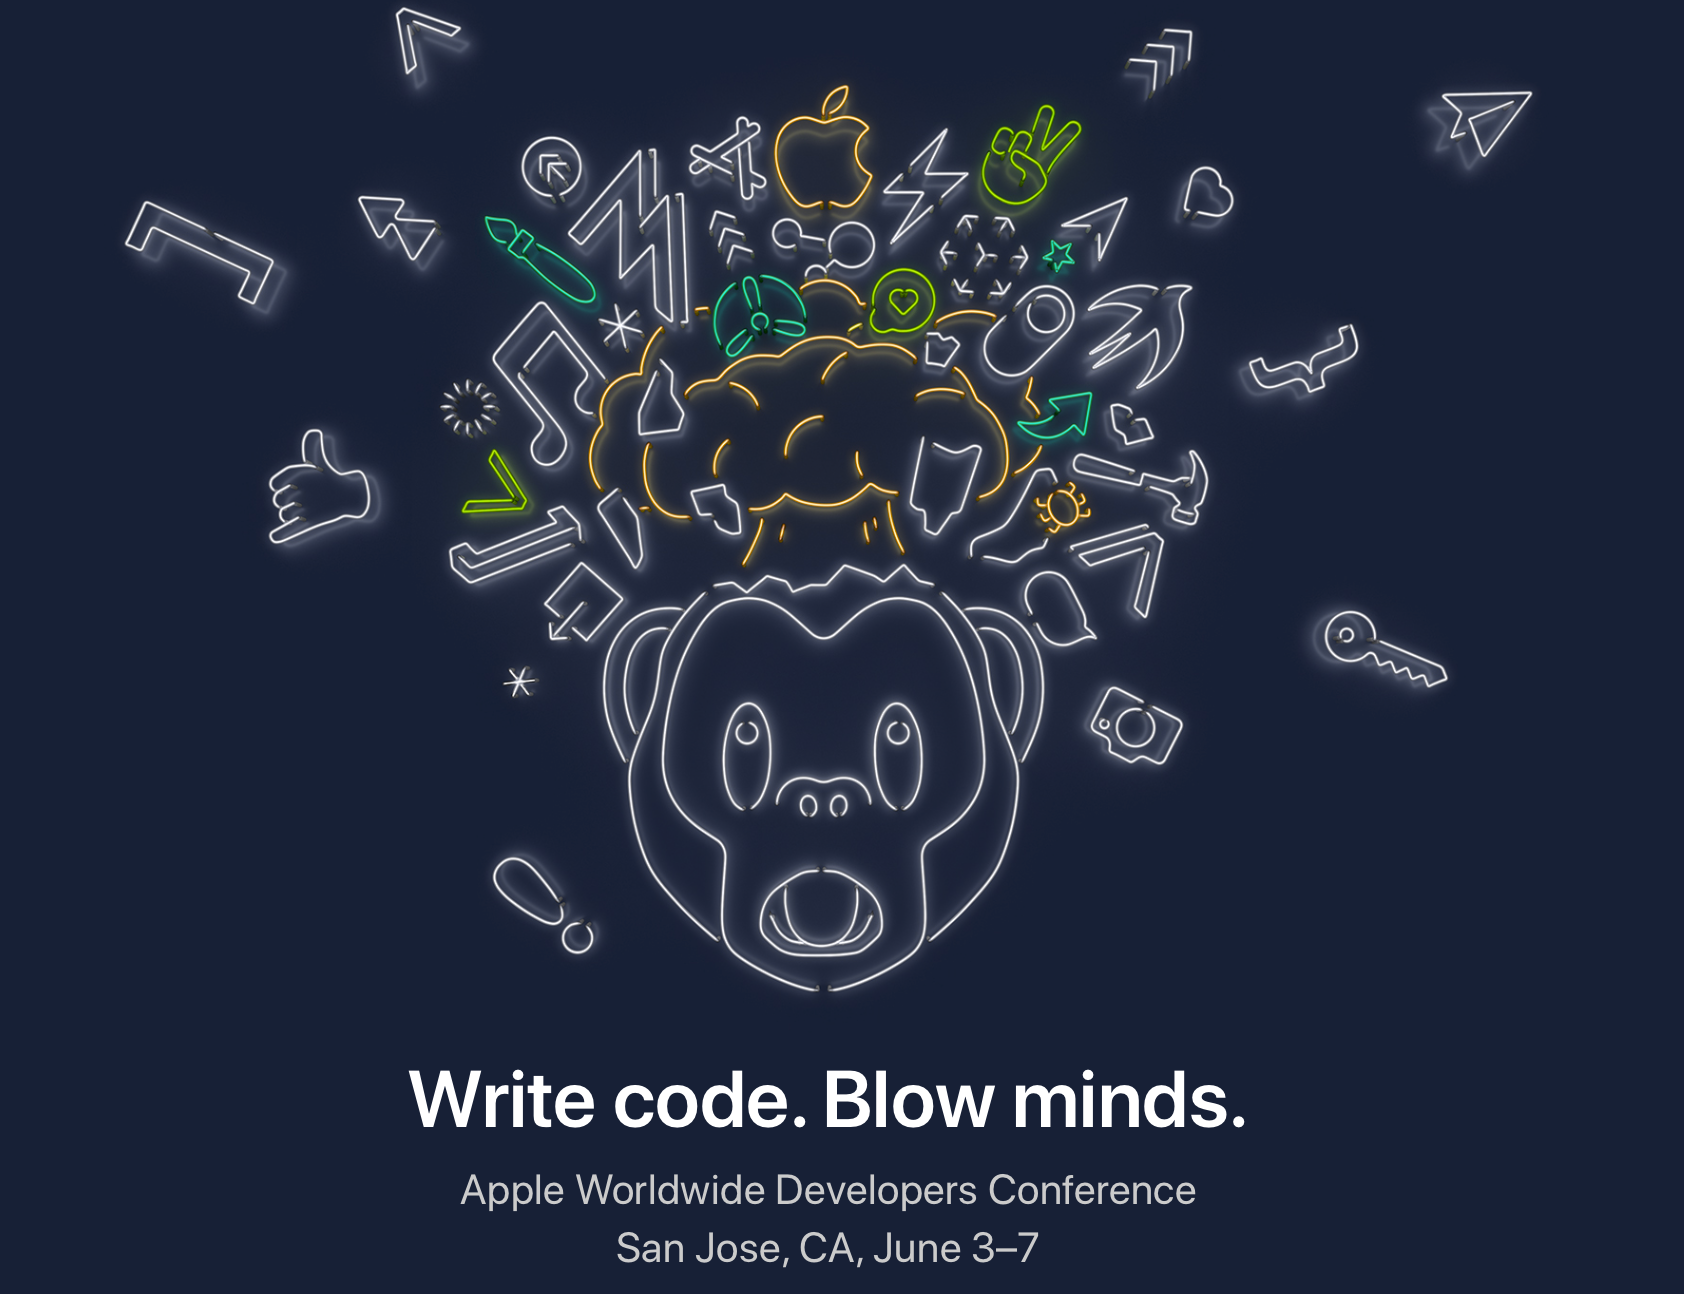 Write code. Blow minds.
Apple Worldwide Developers Conference
San Jose, CA, June 3–7